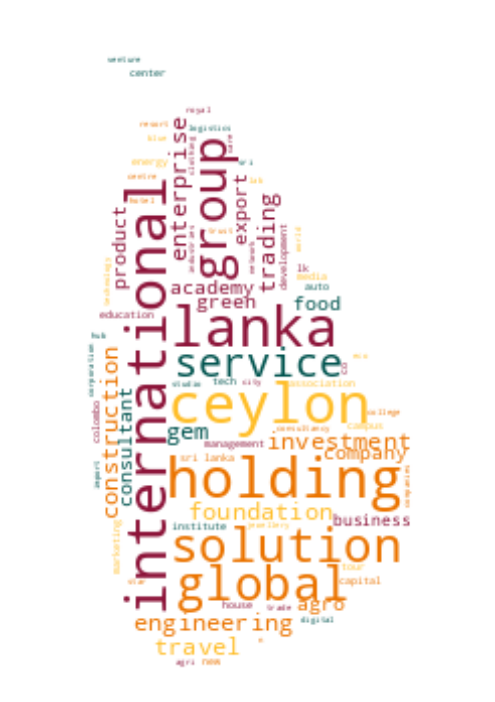 venture
center
royal
resort
logistics
blue
enterprise
group
clothing
care
energy
sri
centre
export
lak
hotel
international
product
trading
industries
trust
network
development
world
technology
academy
lk
media
green
food
auto
education
lanka
hub
service
co
corporation
construction
consultant
studio
tech
city
association
ceylon
college
colombo
gem
consultancy
campus
management
investment
company
sri lanka
import
holding
companies
foundation
business
marketing
institute
jewellery
solution
tour
star
global
capital
house
trade
agro
engineering
digital
travel
agri
new